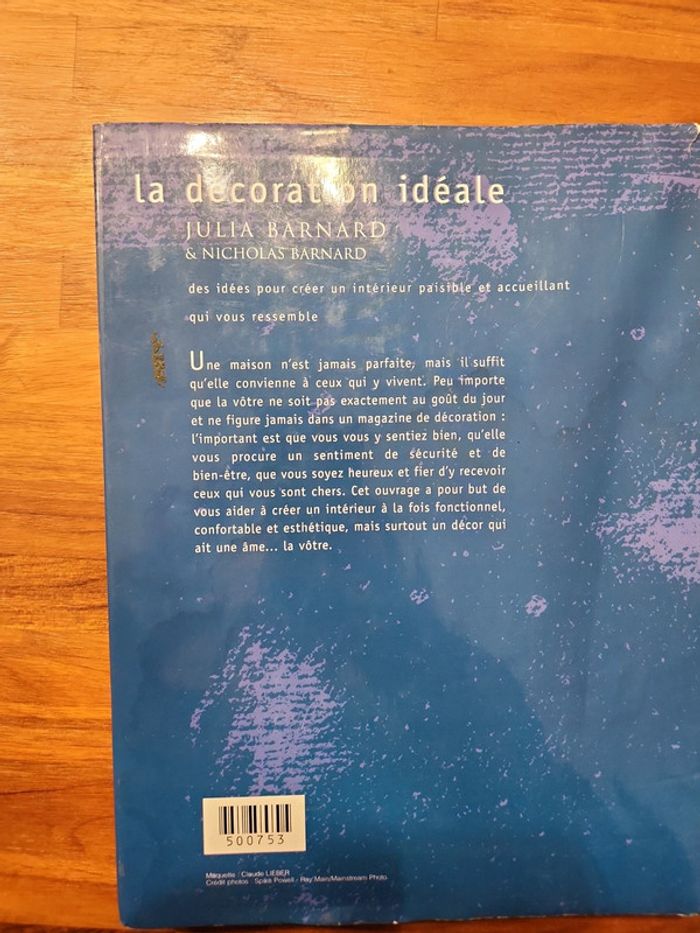 la décoration idéale
JULIA BARNARD
& NICHOLAS BARNARD
des idées pour créer un intérieur paisible et accueillant
qui vous ressemble
Une maison n'est jamais parfaite, mais il suffit
qu'elle convienne à ceux qui y vivent. Peu importe
que la vôtre ne soit pas exactement au goût du jour
et ne figure jamais dans un magazine de décoration :
l'important est que vous vous y sentiez bien, qu'elle
vous procure un sentiment de sécurité et de
bien-être, que vous soyez heureux et fier d'y recevoir
ceux qui vous sont chers. Cet ouvrage a pour but de
vous aider à créer un intérieur à la fois fonctionnel,
confortable et esthétique, mais surtout un décor qui
ait une âme... la vôtre.
500753
Maquette : Claude LIEBER
Crédit photos : Spike Powell / Ray Main/Mainstream Photo.